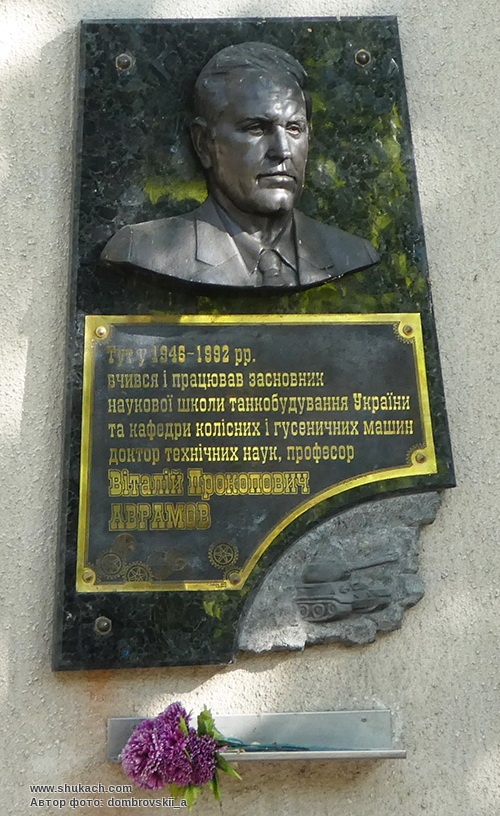 Тут у 1946-1992 рр.
вчився і працював засновник
наукової школи танкобудування України
та кафедри колісних і гусеничних машин
доктор технічних наук, професор
Віталій Прокопович
АВРАМОВ
www.shukach.com
Автор фото: dombrovskii_a